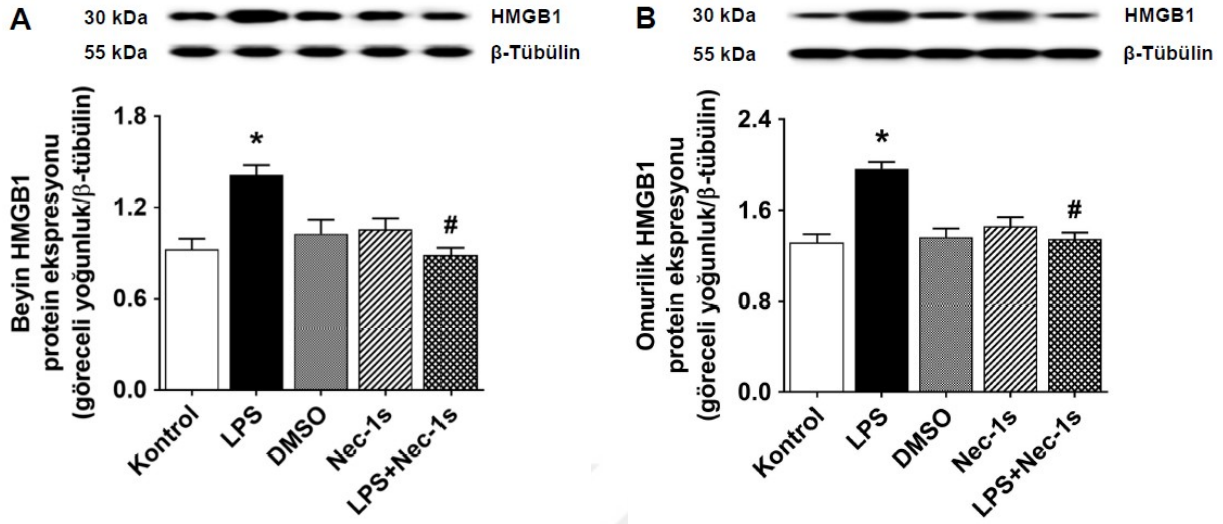 A
30 kDa
HMGB1
55 kDa
β-Tübülin
Beyin HMGB1
protein ekspresyonu
(göreceli yoğunluk/β-tübülin)
1.8
1.2
0.6
0.0
*
#
Kontrol
LPS
DMSO
Nec-1s
LPS+Nec-1s
B
30 kDa
HMGB1
55 kDa
β-Tübülin
Omurilik HMGB1
protein ekspresyonu
(göreceli yoğunluk/β-tübülin)
2.4
1.6
0.8
0.0
*
#
Kontrol
LPS
DMSO
Nec-1s
LPS+Nec-1s